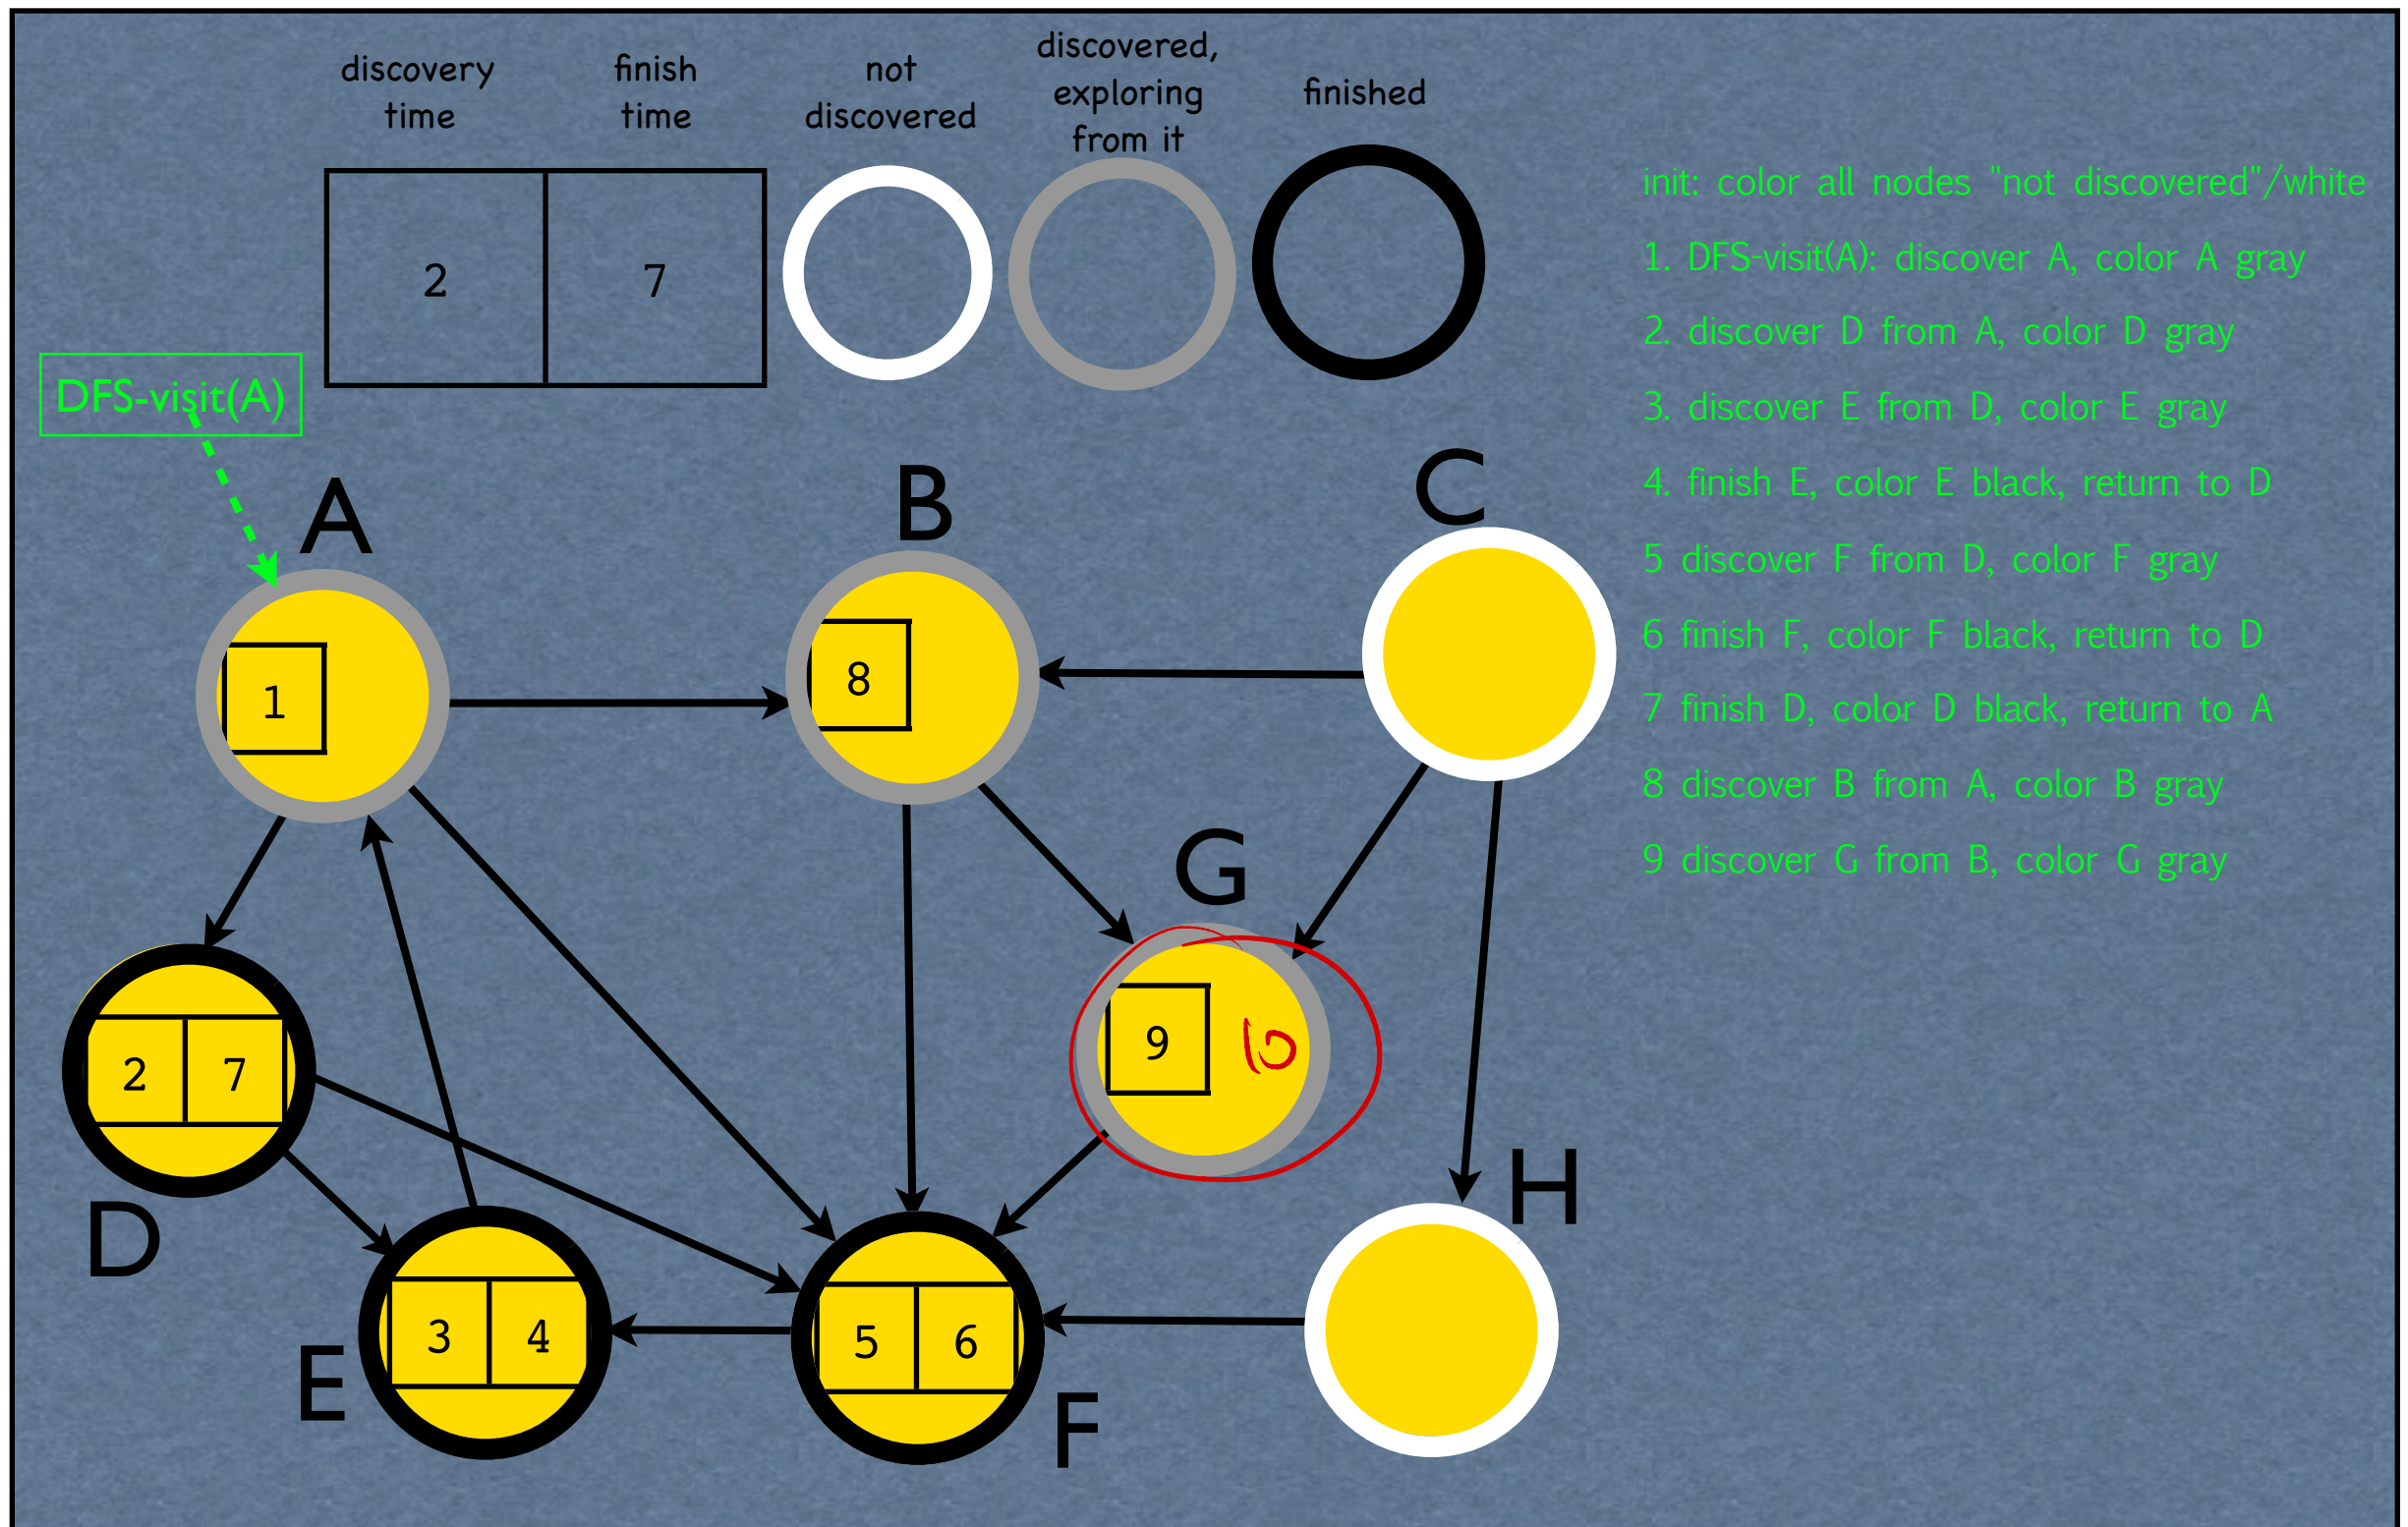 discovery
time
finish
time
not
discovered
discovered,
exploring
from it
finished
2
7
init: color all nodes "not discovered"/white
1. DFS-visit(A): discover A, color A gray
2. discover D from A, color D gray
3. discover E from D, color E gray
4. finish E, color E black, return to D
5 discover F from D, color F gray
6 finish F, color F black, return to D
7 finish D, color D black, return to A
8 discover B from A, color B gray
9 discover G from B, color G gray
DFS-visit(A)
A
B
C
1
8
G
9
10
2
7
D
H
E
3
4
5
6
F